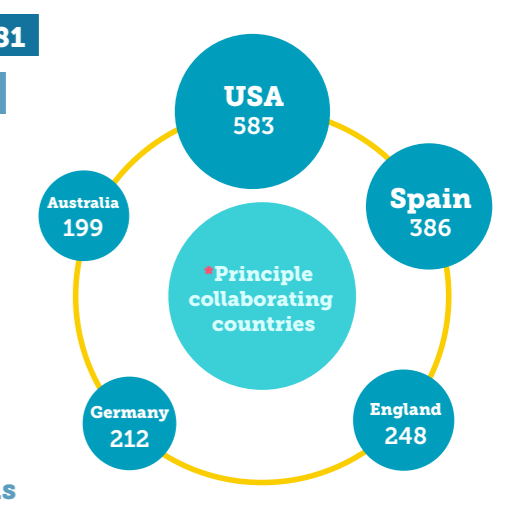 81
USA
583
Spain
386
Australia
199
*Principle
collaborating
countries
England
248
Germany
212